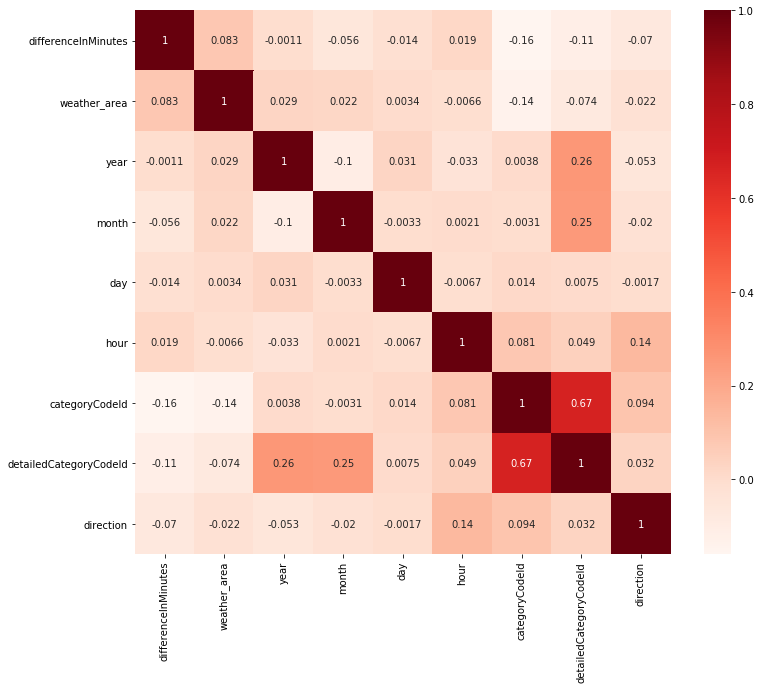 differenceInMinutes 1 0.083 -0.0011 -0.056 -0.014 0.019 -0.16 -0.11 -0.07
weather_area 0.083 1 0.029 0.022 0.0034 -0.0066 -0.14 -0.074 -0.022
year -0.0011 0.029 1 -0.1 0.031 -0.033 0.0038 0.26 -0.053
month -0.056 0.022 -0.1 1 -0.0033 0.0021 -0.0031 0.25 -0.02
day -0.014 0.0034 0.031 -0.0033 1 -0.0067 0.014 0.0075 -0.0017
hour 0.019 -0.0066 -0.033 0.0021 -0.0067 1 0.081 0.049 0.14
categoryCodeId -0.16 -0.14 0.0038 -0.0031 0.014 0.081 1 0.67 0.094
detailedCategoryCodeId -0.11 -0.074 0.26 0.25 0.0075 0.049 0.67 1 0.032
direction -0.07 -0.022 -0.053 -0.02 -0.0017 0.14 0.094 0.032 1
differenceInMinutes
weather_area
year
month
day
hour
categoryCodeId
detailedCategoryCodeId
direction
1.0
0.8
0.6
0.4
0.2
0.0